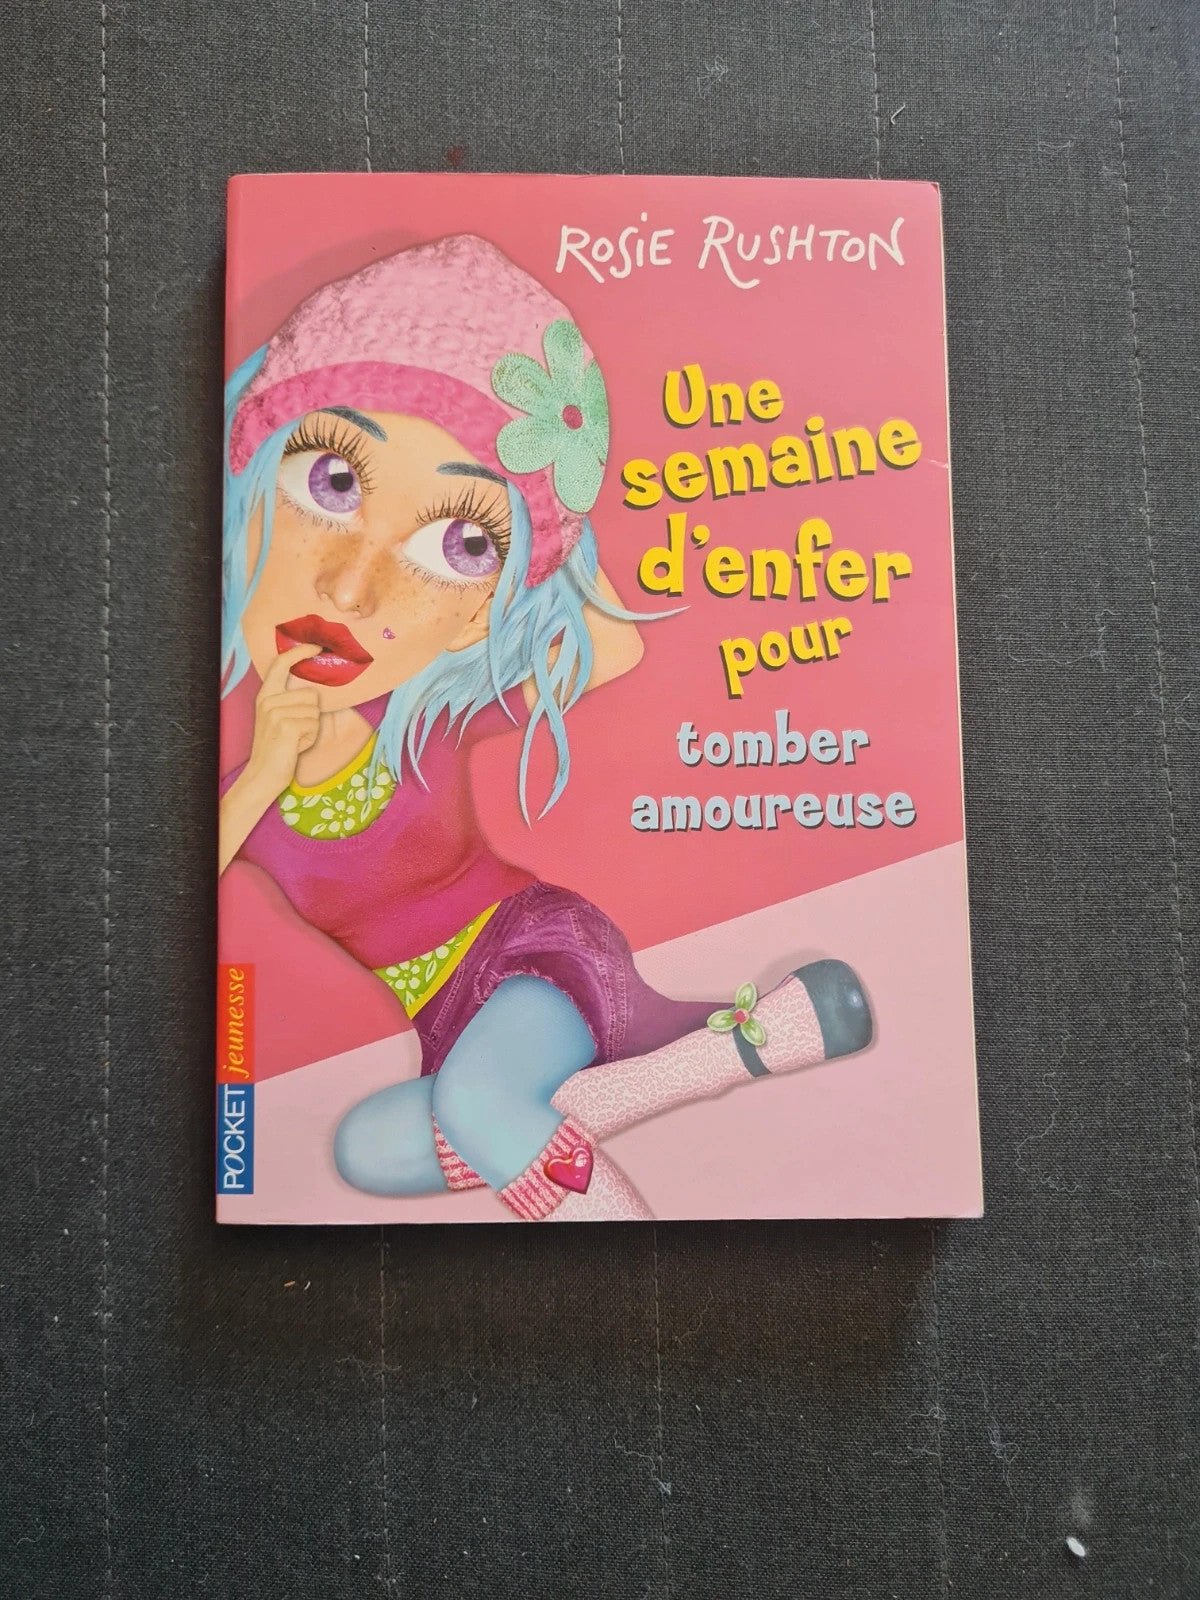 Rosie Rushton
Une
semaine
d'enfer
pour
tomber
amoureuse
POCKET jeunesse